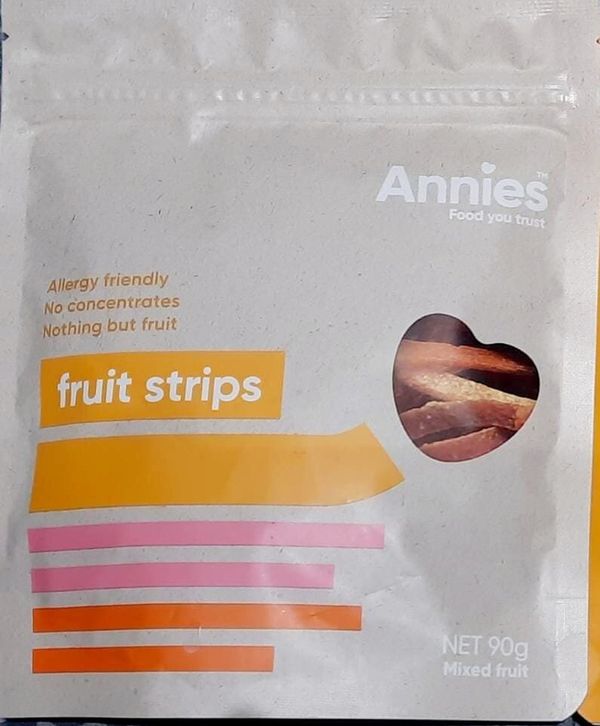 Annies™
Food you trust
Allergy friendly
No concentrates
Nothing but fruit
fruit strips
NET 90g
Mixed fruit